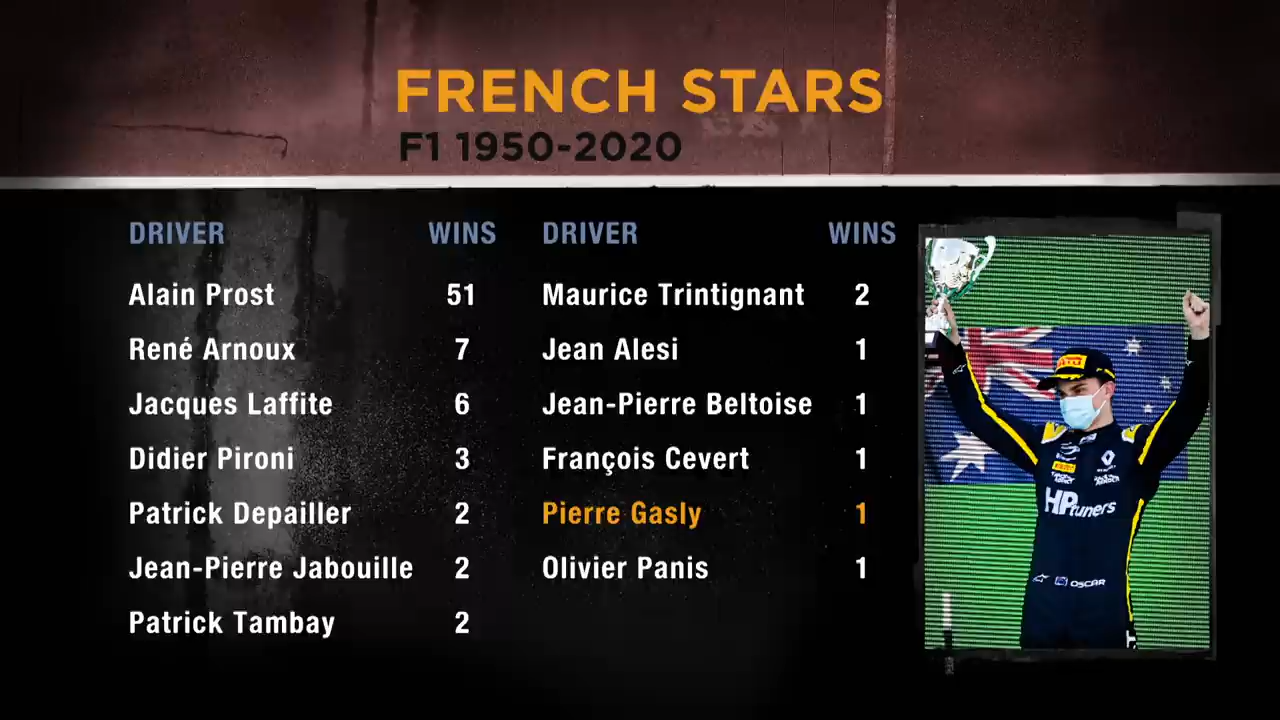 FRENCH STARS
F1 1950-2020
DRIVER WINS
Alain Prost 51
René Arnoux 7
Jacques Laffite 6
Didier Pironi 3
Patrick Depailler 2
Jean-Pierre Jabouille 2
Patrick Tambay 2
DRIVER WINS
Maurice Trintignant 2
Jean Alesi 1
Jean-Pierre Beltoise 1
François Cevert 1
Pierre Gasly 1
Olivier Panis 1
HPtuners
OSCAR